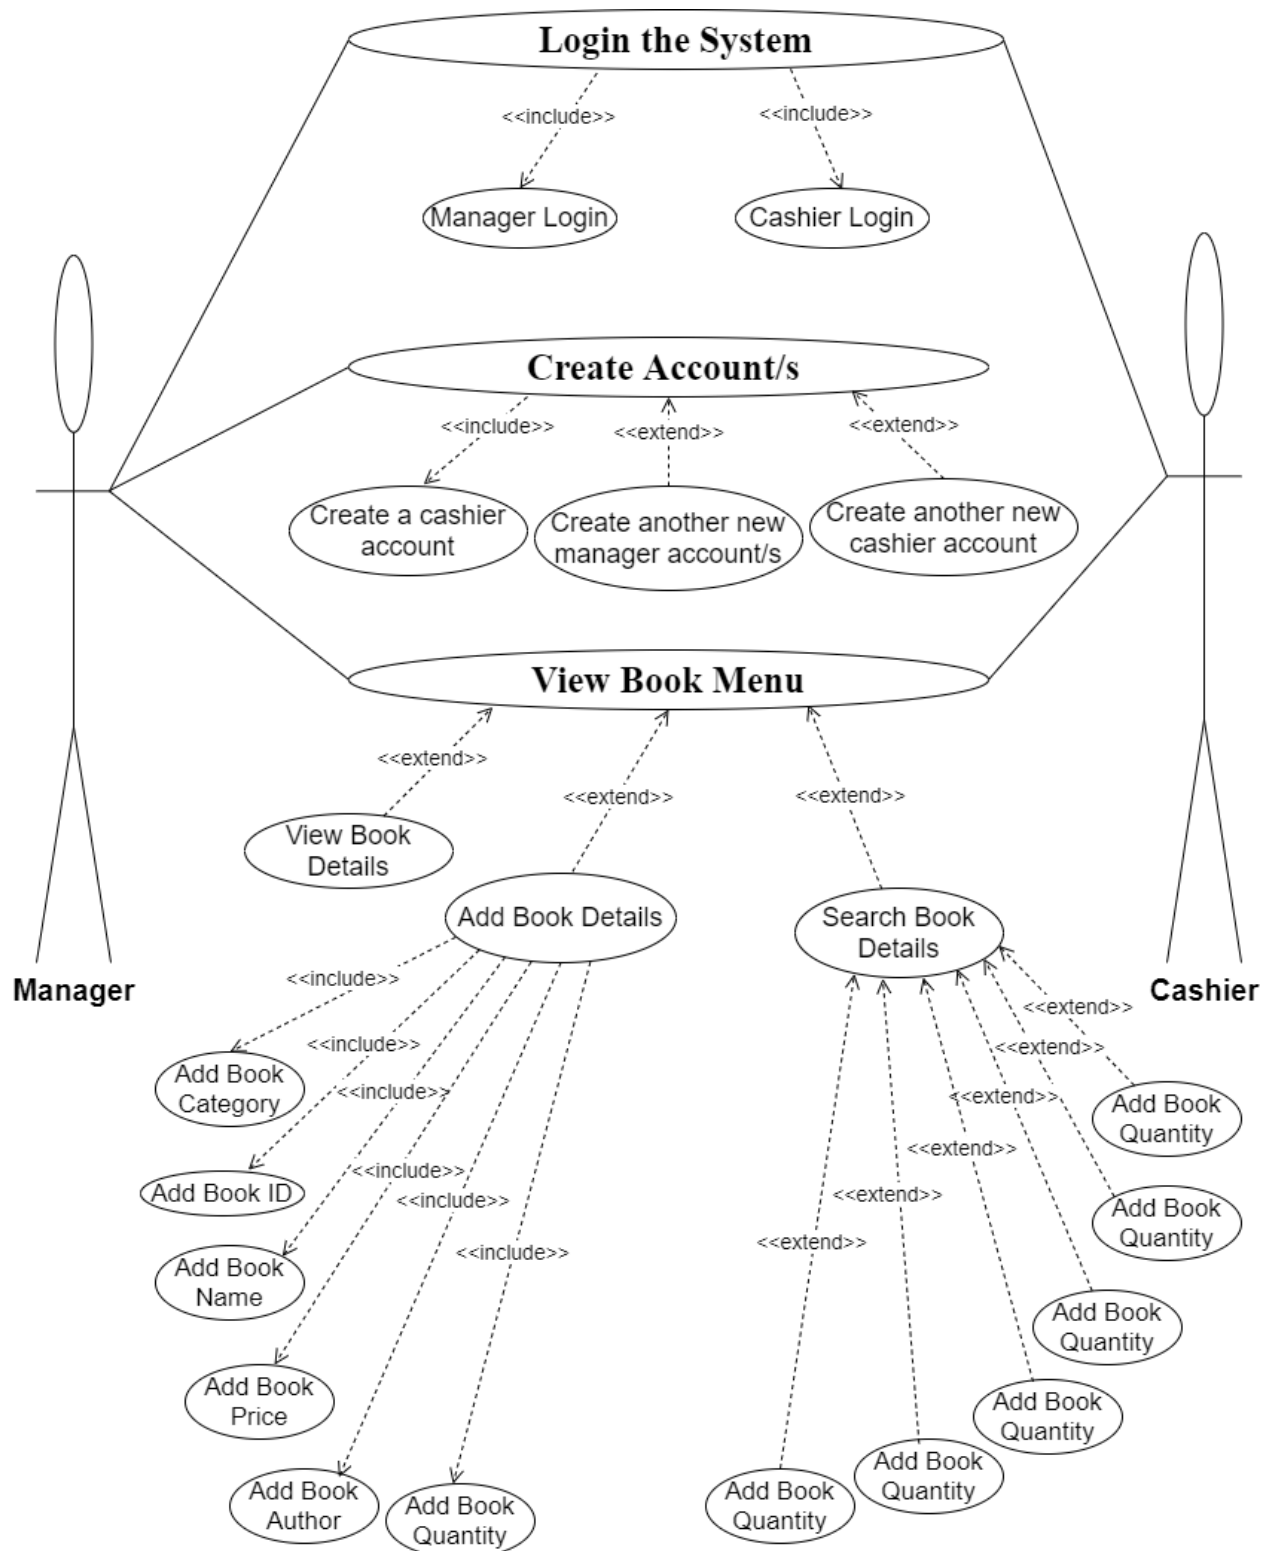 Login the System
<<include>>
<<include>>
Manager Login
Cashier Login
Create Account/s
<<include>>
<<extend>>
<<extend>>
Create a cashier
account
Create another new
manager account/s
Create another new
cashier account
View Book Menu
<<extend>>
<<extend>>
<<extend>>
View Book
Details
Add Book Details
Search Book
Details
Manager
Cashier
<<include>>
<<include>>
<<include>>
<<include>>
<<include>>
<<include>>
<<extend>>
<<extend>>
<<extend>>
<<extend>>
<<extend>>
<<extend>>
Add Book
Category
Add Book ID
Add Book
Name
Add Book
Price
Add Book
Author
Add Book
Quantity
Add Book
Quantity
Add Book
Quantity
Add Book
Quantity
Add Book
Quantity
Add Book
Quantity
Add Book
Quantity